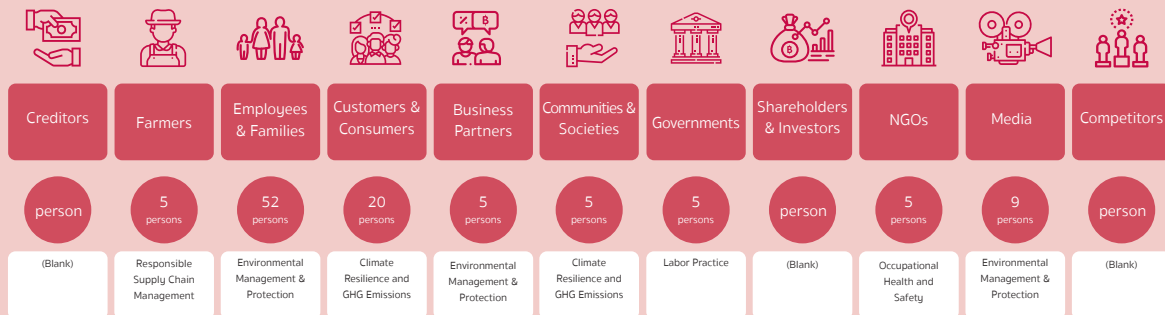 Creditors
Farmers
Employees
& Families
Customers &
Consumers
Business
Partners
Communities &
Societies
Governments
Shareholders
& Investors
NGOs
Media
Competitors
person
5
persons
52
persons
20
persons
5
persons
5
persons
5
persons
person
5
persons
9
persons
person
(Blank)
Responsible
Supply Chain
Management
Environmental
Management &
Protection
Climate
Resilience and
GHG Emissions
Environmental
Management &
Protection
Climate
Resilience and
GHG Emissions
Labor Practice
(Blank)
Occupational
Health and
Safety
Environmental
Management &
Protection
(Blank)